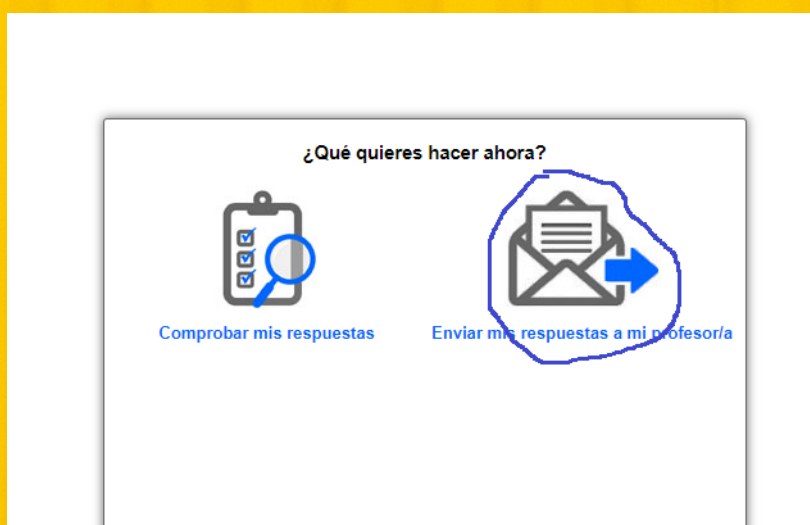 ¿Qué quieres hacer ahora?
Comprobar mis respuestas
Enviar mis respuestas a mi profesor/a